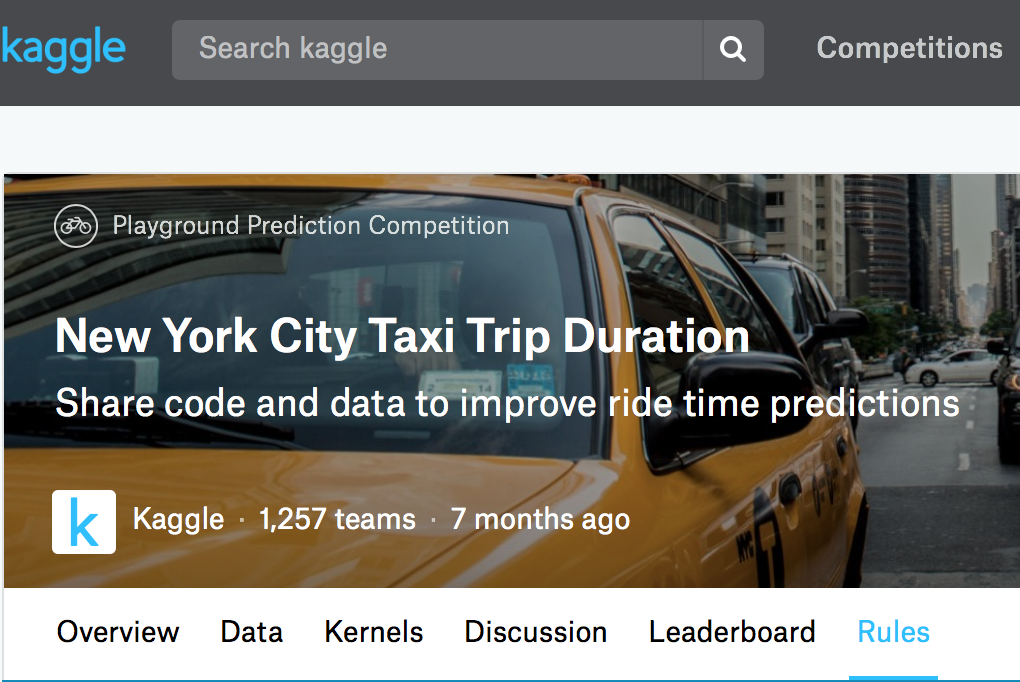 kaggle
Search kaggle
Competitions
Playground Prediction Competition
New York City Taxi Trip Duration
Share code and data to improve ride time predictions
k
Kaggle · 1,257 teams · 7 months ago
NYC
Overview
Data
Kernels
Discussion
Leaderboard
Rules